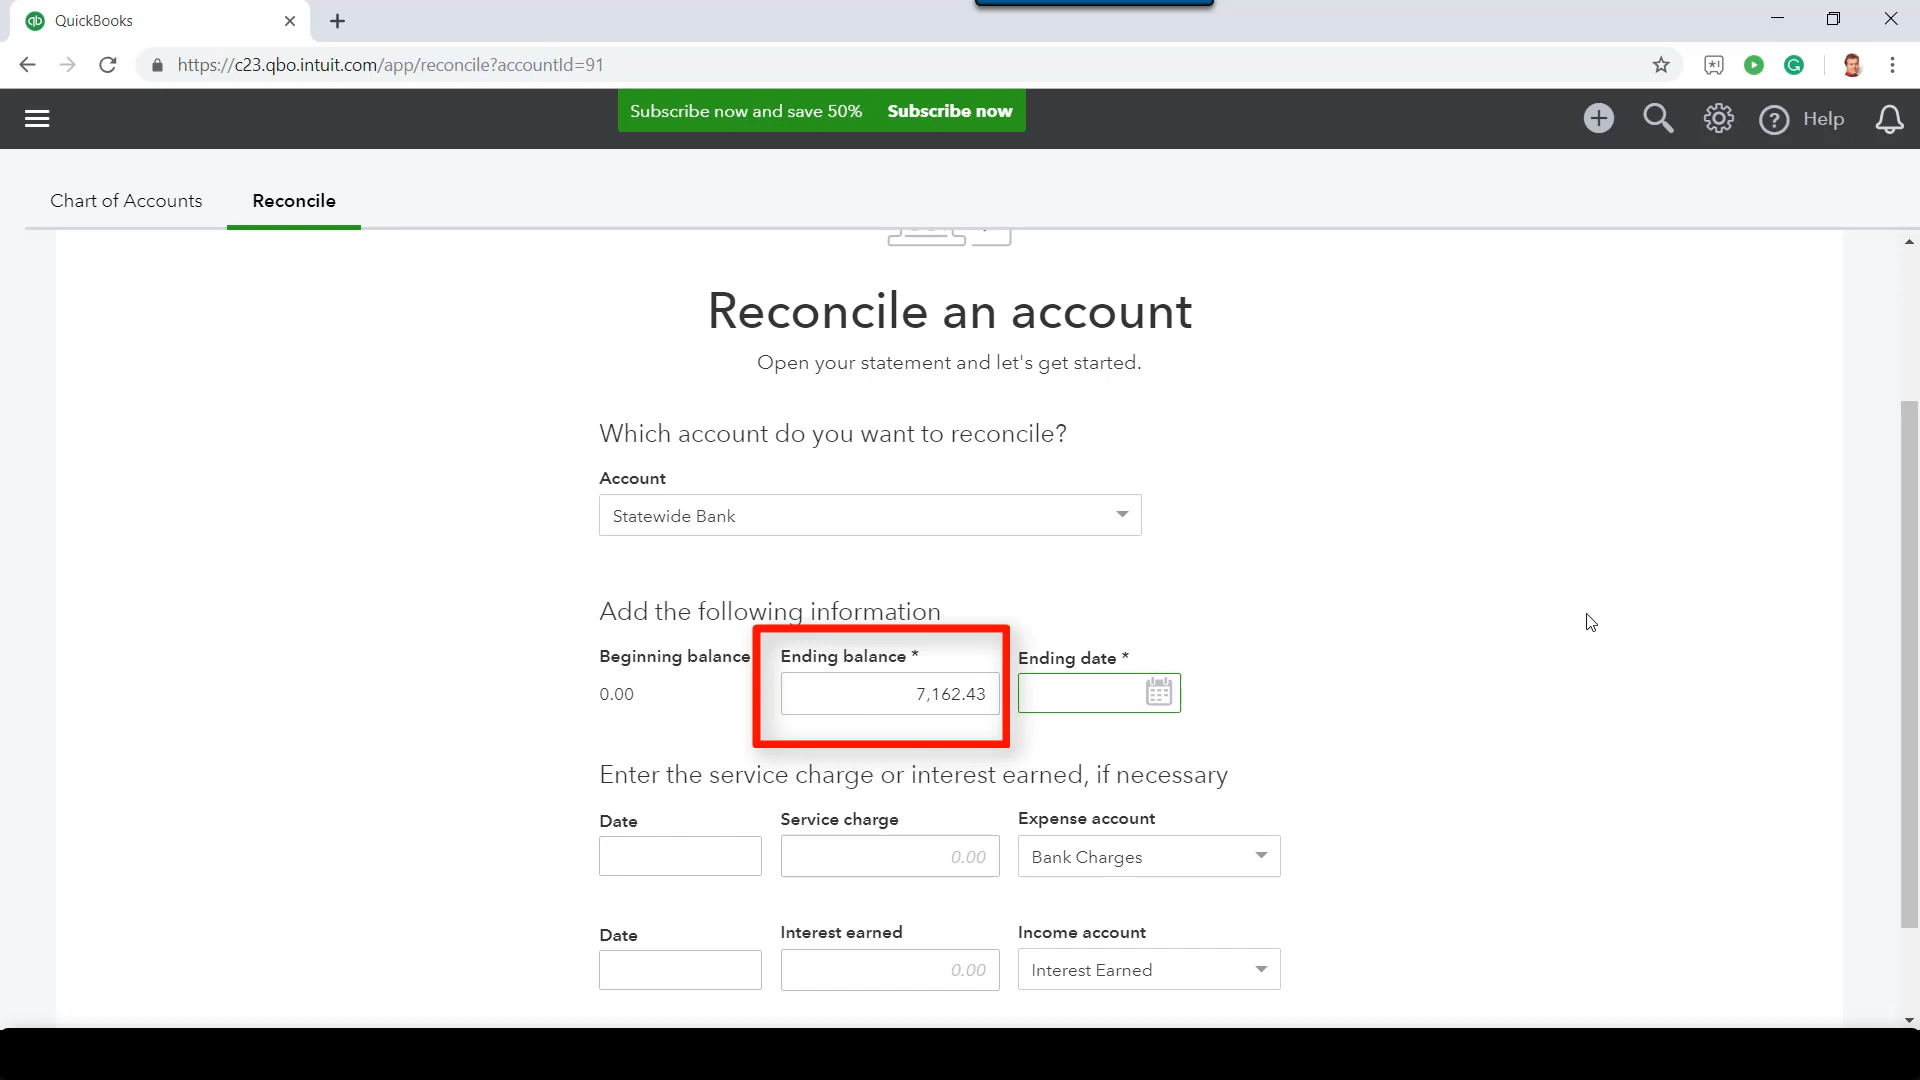 QuickBooks
https://c23.qbo.intuit.com/app/reconcile?accountId=91
Subscribe now and save 50% Subscribe now
Help
Chart of Accounts Reconcile
Reconcile an account
Open your statement and let's get started.
Which account do you want to reconcile?
Account
Statewide Bank
Add the following information
Beginning balance Ending balance * Ending date *
0.00 7,162.43
Enter the service charge or interest earned, if necessary
Date Service charge Expense account
0.00 Bank Charges
Date Interest earned Income account
0.00 Interest Earned